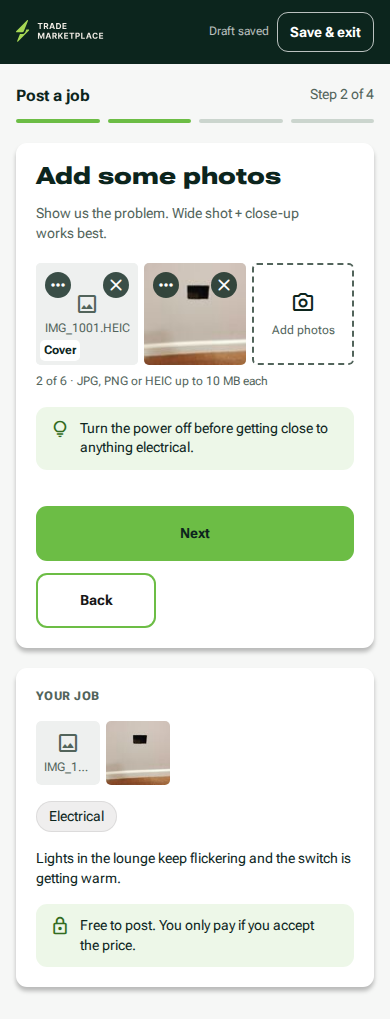 TRADE
MARKETPLACE
Draft saved
Save & exit
Post a job
Step 2 of 4
Add some photos
Show us the problem. Wide shot + close-up
works best.
IMG_1001.HEIC
Cover
Add photos
2 of 6 · JPG, PNG or HEIC up to 10 MB each
Turn the power off before getting close to
anything electrical.
Next
Back
YOUR JOB
IMG_1...
Electrical
Lights in the lounge keep flickering and the switch is
getting warm.
Free to post. You only pay if you accept
the price.